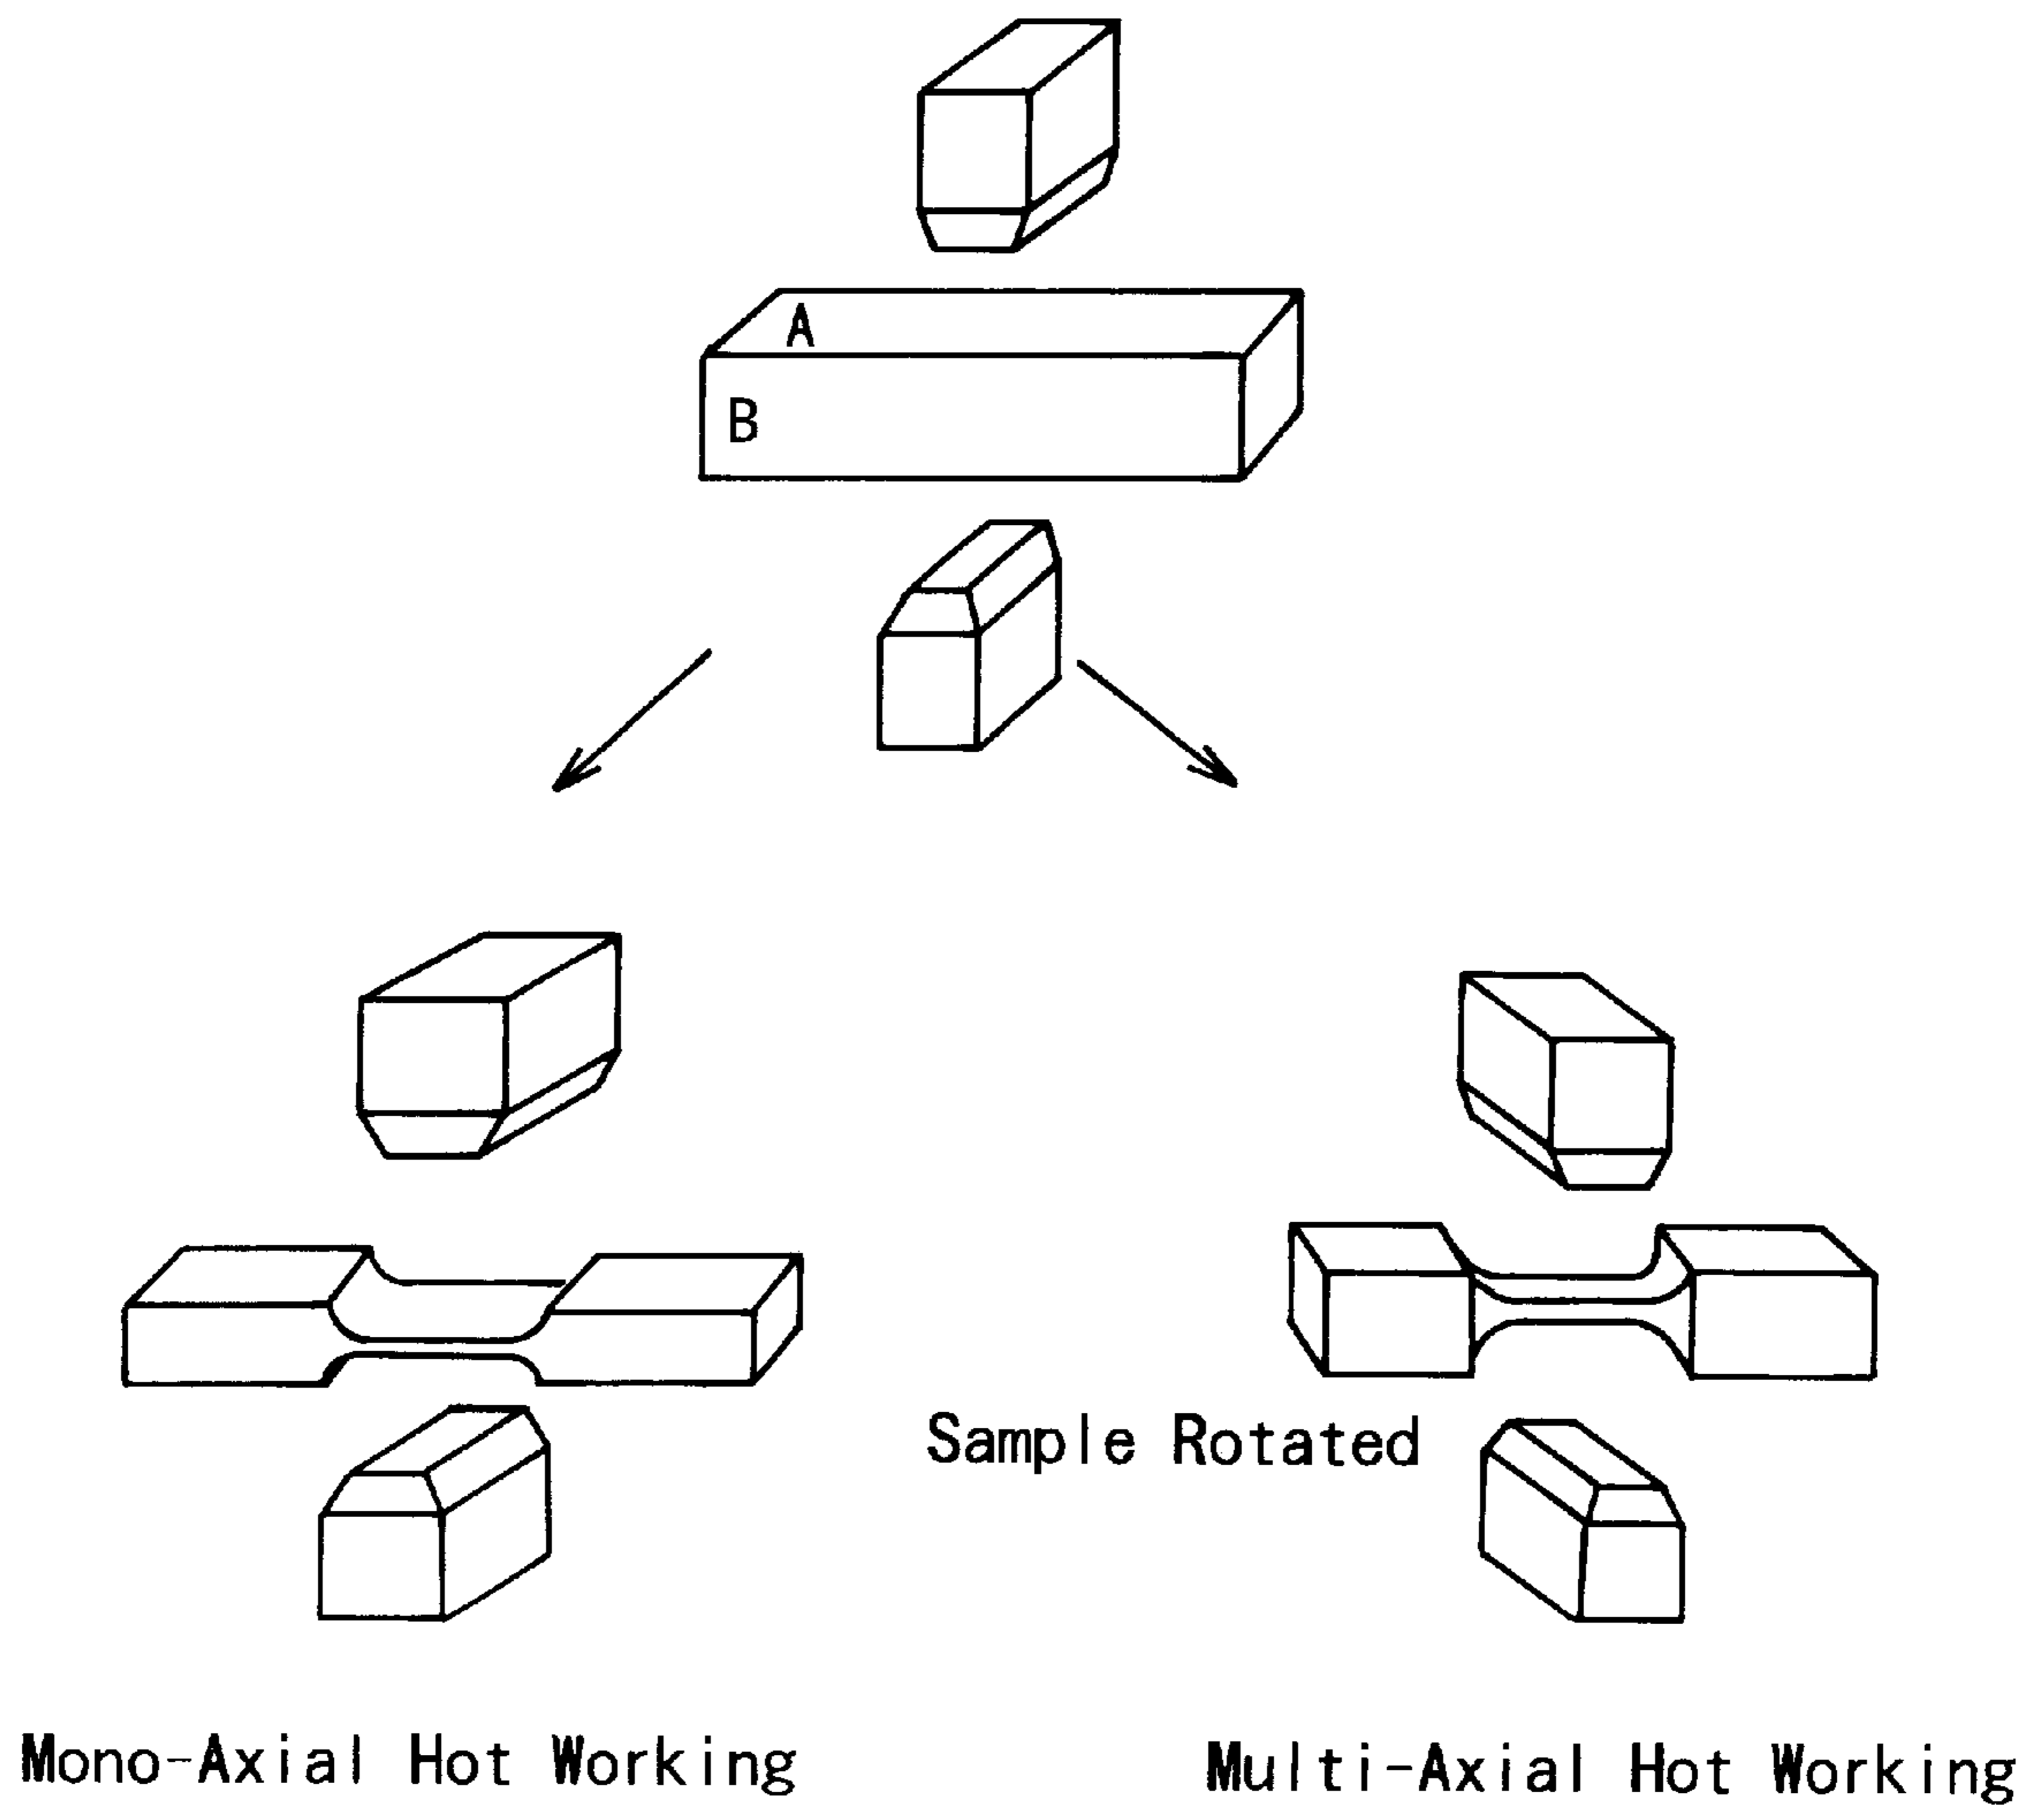 A
B
Sample Rotated
Mono-Axial Hot Working
Multi-Axial Hot Working